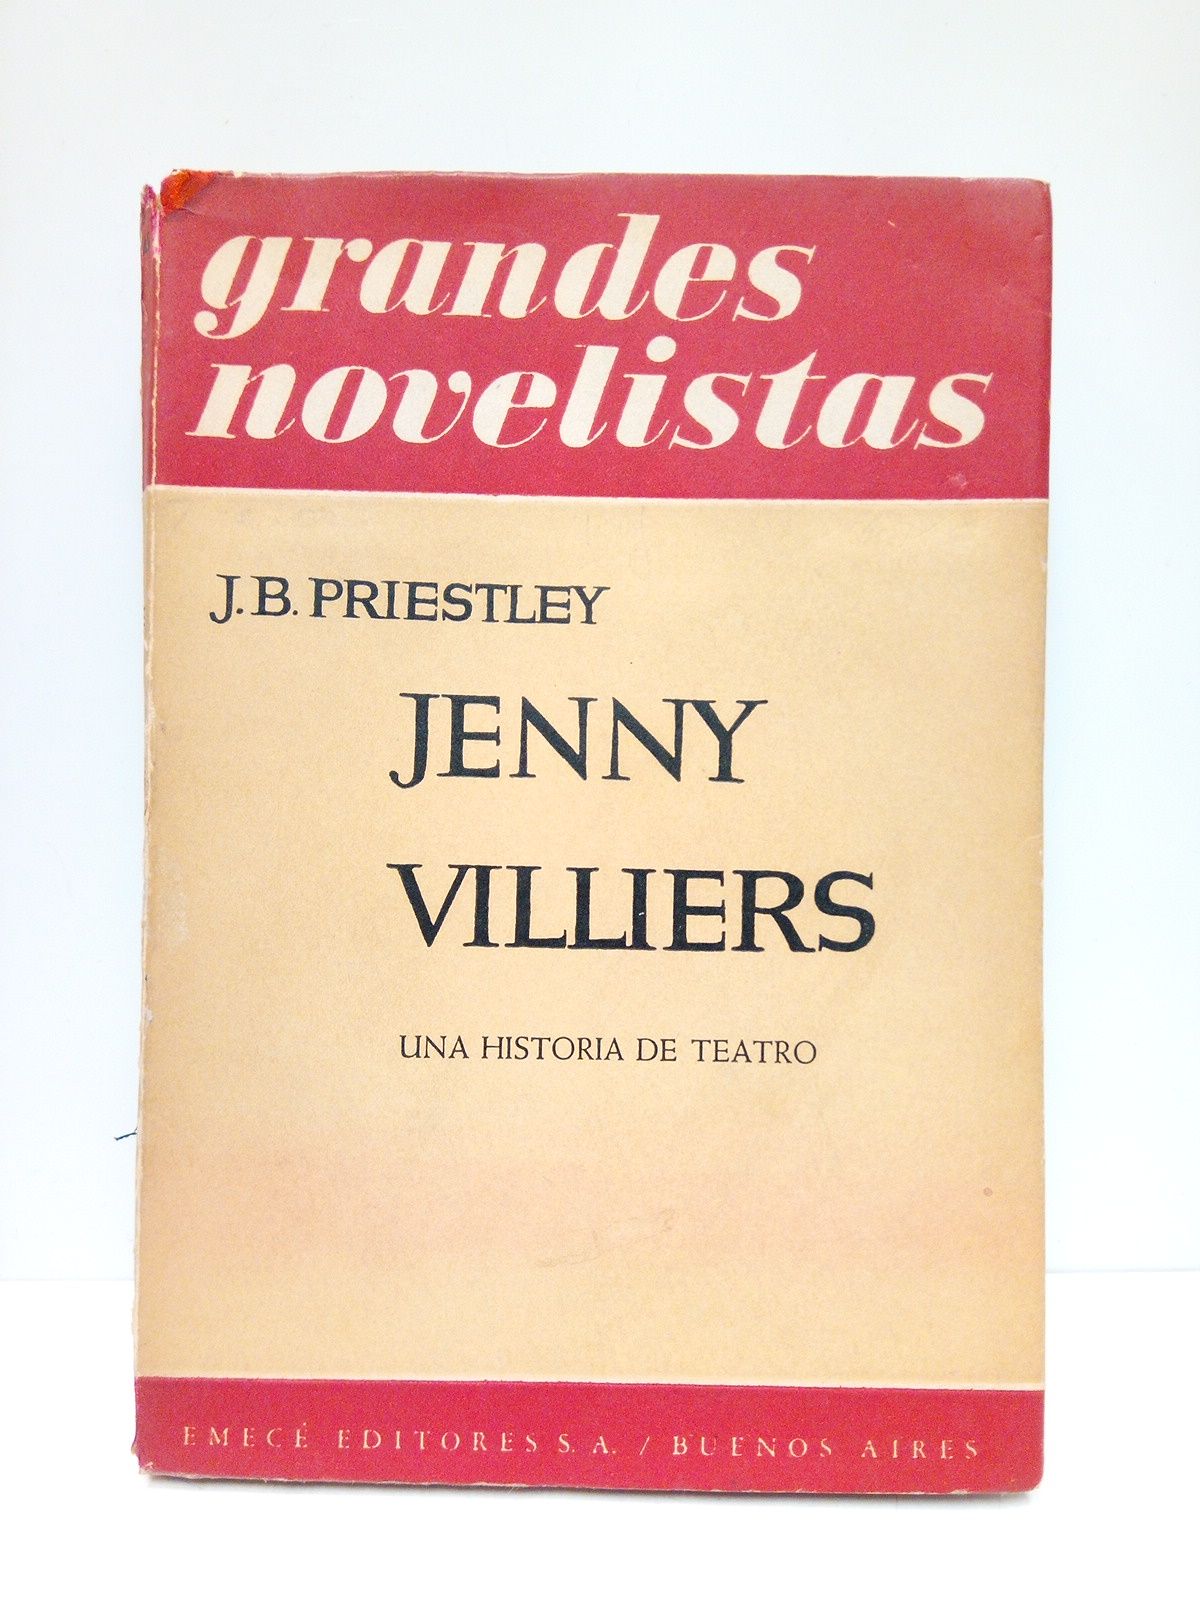 grandes
novelistas
J. B. PRIESTLEY
JENNY
VILLIERS
UNA HISTORIA DE TEATRO
EMECÉ EDITORES S. A. / BUENOS AIRES